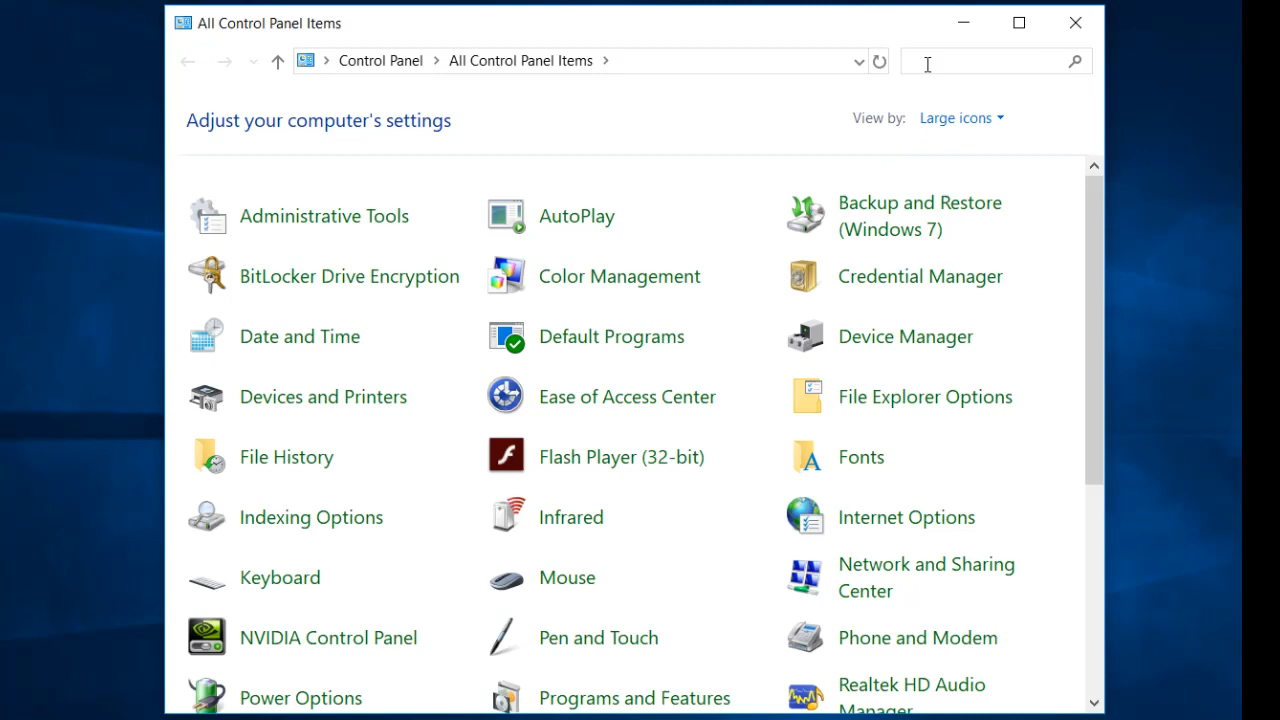 All Control Panel Items
Control Panel > All Control Panel Items >
Adjust your computer's settings
View by: Large icons
Administrative Tools
AutoPlay
Backup and Restore
(Windows 7)
BitLocker Drive Encryption
Color Management
Credential Manager
Date and Time
Default Programs
Device Manager
Devices and Printers
Ease of Access Center
File Explorer Options
File History
Flash Player (32-bit)
Fonts
Indexing Options
Infrared
Internet Options
Keyboard
Mouse
Network and Sharing
Center
NVIDIA Control Panel
Pen and Touch
Phone and Modem
Power Options
Programs and Features
Realtek HD Audio
Manager